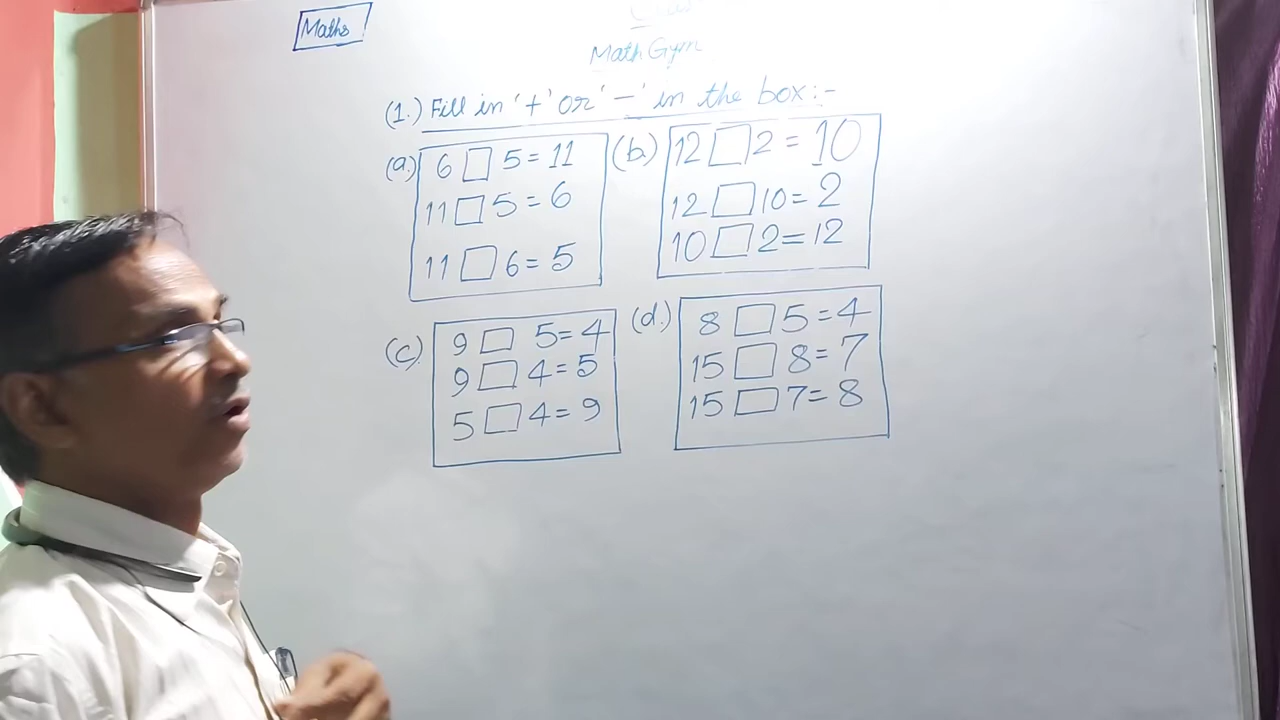 Maths
Math Gym
(1.) Fill in '+' or '-' in the box:-
(a.)
6 □ 5 = 11
11 □ 5 = 6
11 □ 6 = 5
(b.)
12 □ 2 = 10
12 □ 10 = 2
10 □ 2 = 12
(c)
9 □ 5 = 4
9 □ 4 = 5
5 □ 4 = 9
(d.)
8 □ 5 = 4
15 □ 8 = 7
15 □ 7 = 8